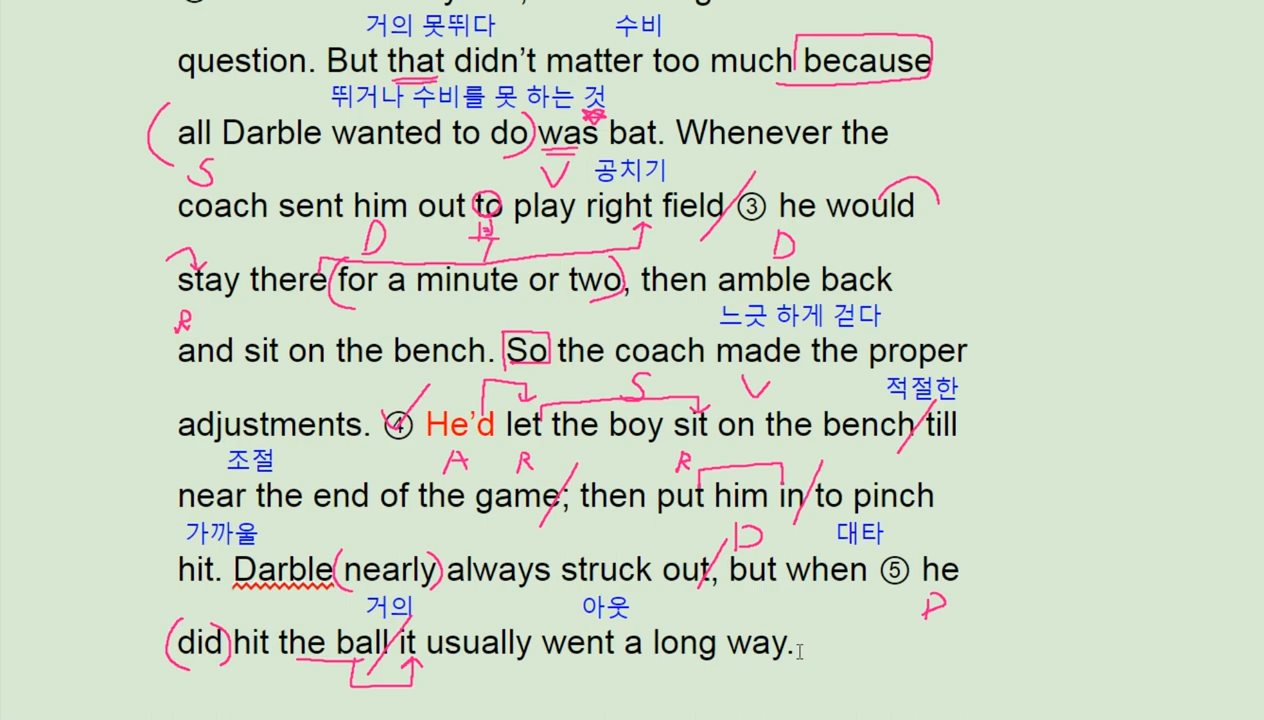 거의 못뛰다 수비
question. But that didn't matter too much because
뛰거나 수비를 못 하는 것
all Darble wanted to do was bat. Whenever the
S V 공치기
coach sent him out to play right field ③ he would
D D
stay there for a minute or two, then amble back
R 느긋 하게 걷다
and sit on the bench. So the coach made the proper
S V 적절한
adjustments. ④ He'd let the boy sit on the bench till
조절 A R R
near the end of the game; then put him in to pinch
가까울 D 대타
hit. Darble nearly always struck out, but when ⑤ he
거의 아웃 D
did hit the ball it usually went a long way.